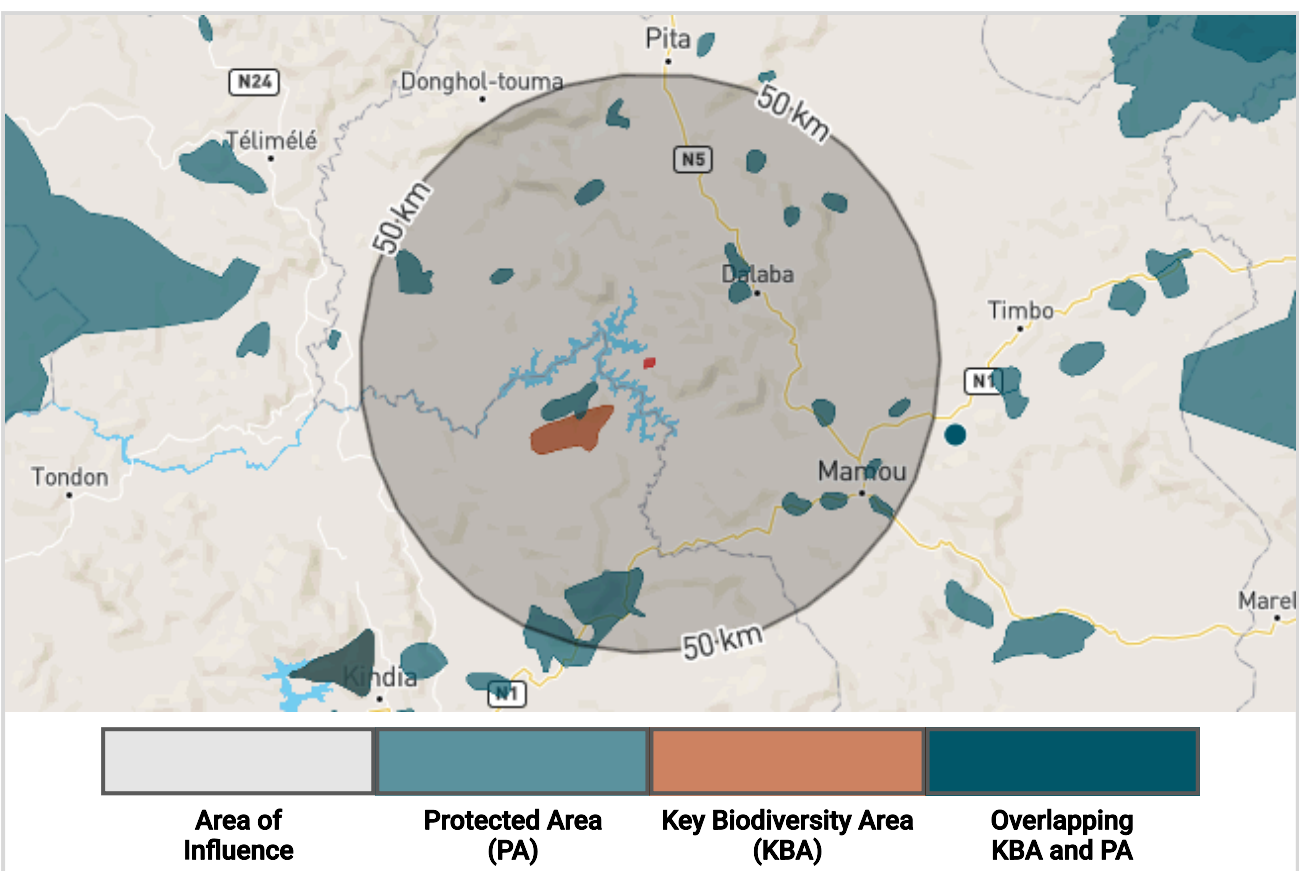 Pita
N24
Donghol-touma
50 km
Télimélé
N5
50 km
Dalaba
Timbo
N1
Tondon
Mamou
Marel
50 km
Kindia
N1
Area of
Influence
Protected Area
(PA)
Key Biodiversity Area
(KBA)
Overlapping
KBA and PA